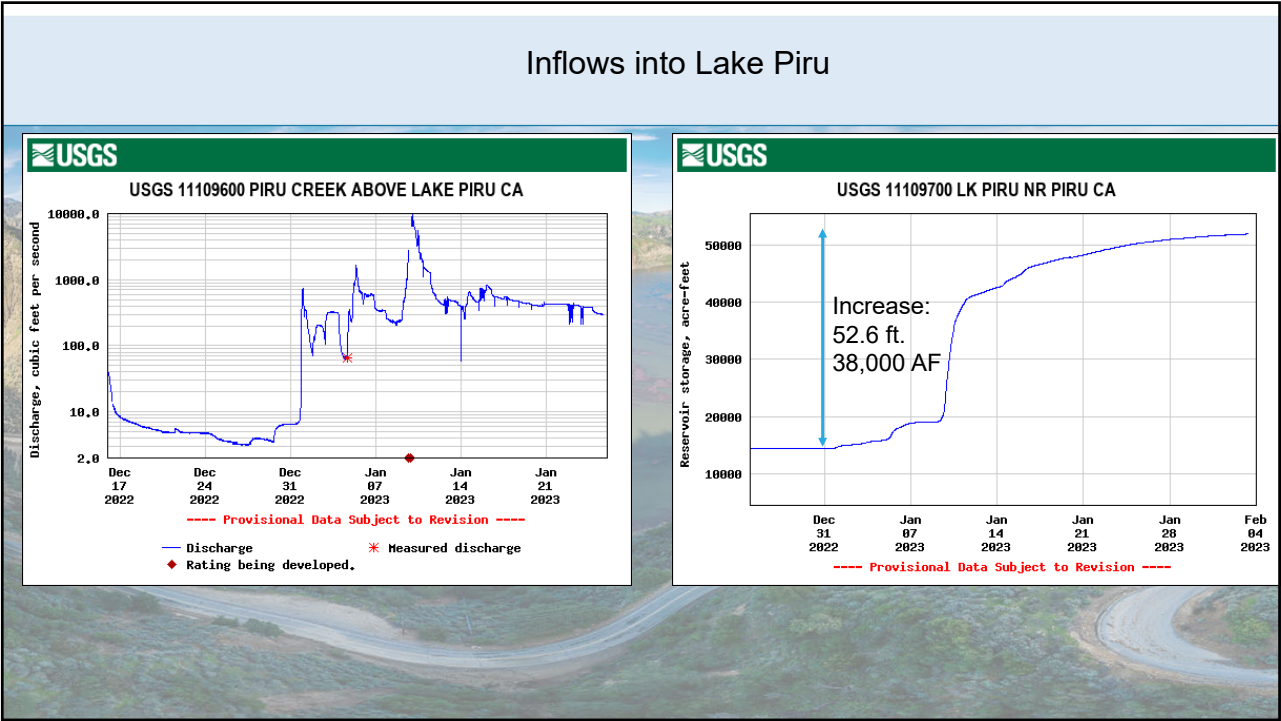 Inflows into Lake Piru
USGS
USGS 11109600 PIRU CREEK ABOVE LAKE PIRU CA
Discharge, cubic feet per second
10000.0
1000.0
100.0
10.0
2.0
Dec Dec Dec Jan Jan Jan
17 24 31 07 14 21
2022 2022 2022 2023 2023 2023
---- Provisional Data Subject to Revision ----
Discharge
Measured discharge
Rating being developed.
USGS
USGS 11109700 LK PIRU NR PIRU CA
Reservoir storage, acre-feet
50000
40000
30000
20000
10000
Increase:
52.6 ft.
38,000 AF
Dec Jan Jan Jan Jan Feb
31 07 14 21 28 04
2022 2023 2023 2023 2023 2023
---- Provisional Data Subject to Revision ----